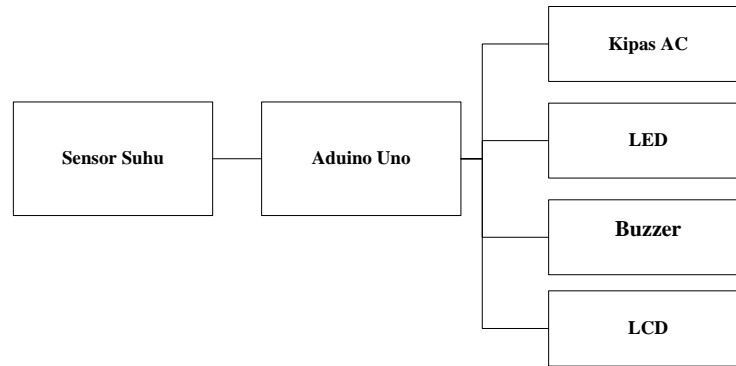 Kipas AC
Sensor Suhu
Aduino Uno
LED
Buzzer
LCD